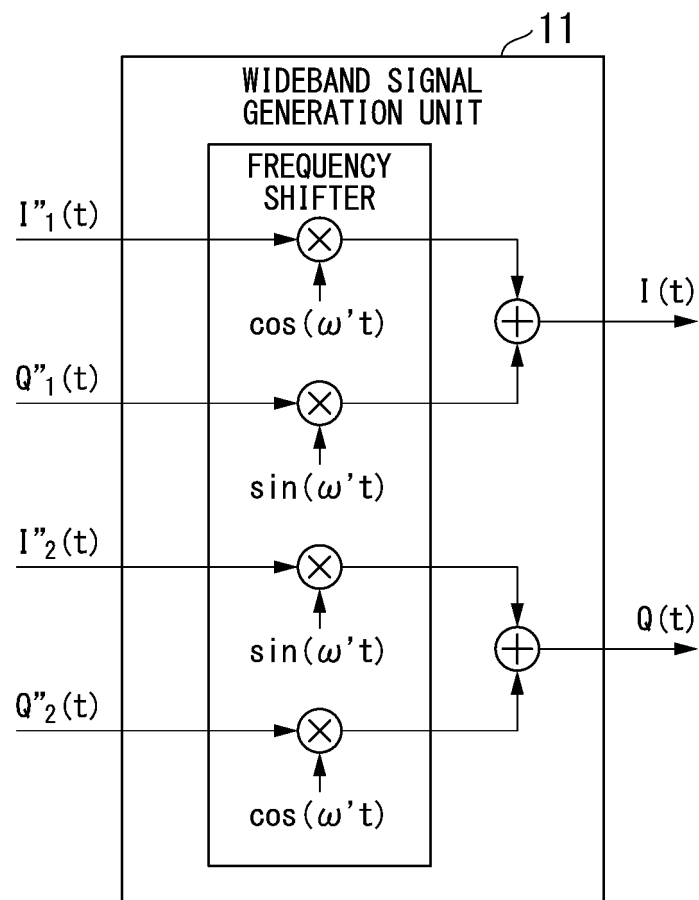 11
WIDEBAND SIGNAL
GENERATION UNIT
FREQUENCY
SHIFTER
I”₁(t)
cos(ω't)
I(t)
Q”₁(t)
sin(ω't)
I”₂(t)
sin(ω't)
Q(t)
Q”₂(t)
cos(ω't)